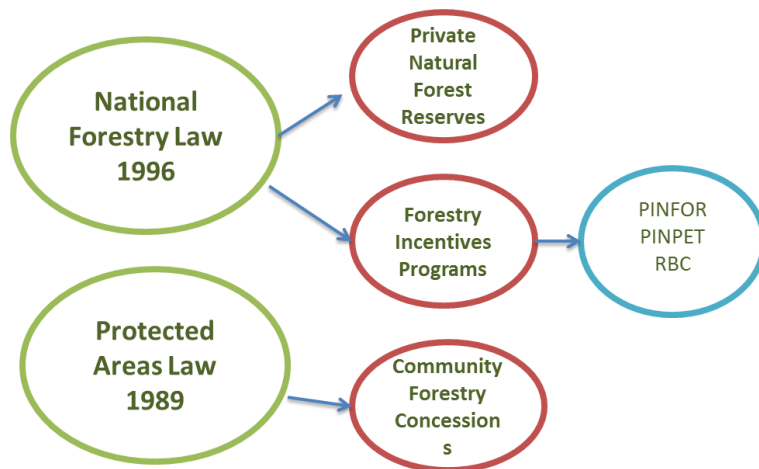 National
Forestry Law
1996
Private
Natural
Forest
Reserves
Forestry
Incentives
Programs
PINFOR
PINPET
RBC
Protected
Areas Law
1989
Community
Forestry
Concession
s